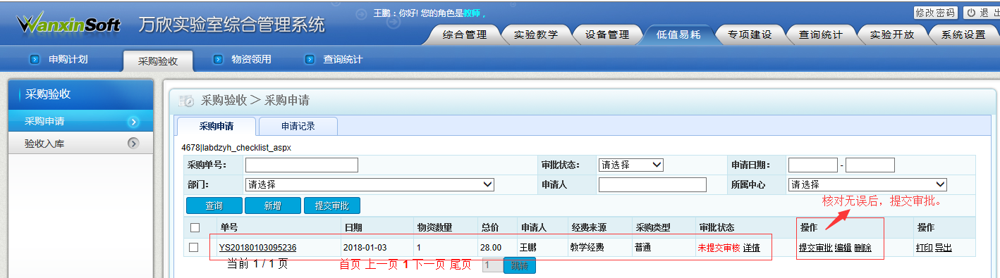 王鹏：你好! 您的角色是教师，
修改密码 退 出
WanxinSoft 万欣实验室综合管理系统
综合管理 实验教学 设备管理 低值易耗 专项建设 查询统计 实验开放 系统设置
申购计划 采购验收 物资领用 查询统计
采购验收
采购申请
验收入库
采购验收 > 采购申请
采购申请 申请记录
4678|labdzyh_checklist_aspx
采购单号： 审批状态： 请选择 申请日期： -
部门： 请选择 申请人 所属中心 请选择
查询 新增 提交审批
核对无误后，提交审批。
单号 日期 物资数量 总价 申请人 经费来源 采购类型 审批状态 操作 操作
YS20180103095236 2018-01-03 1 28.00 王鹏 教学经费 普通 未提交审核 详值 提交审批 编辑 删除 打印 导出
当前 1 / 1 页 首页 上一页 1 下一页 尾页 1 跳转